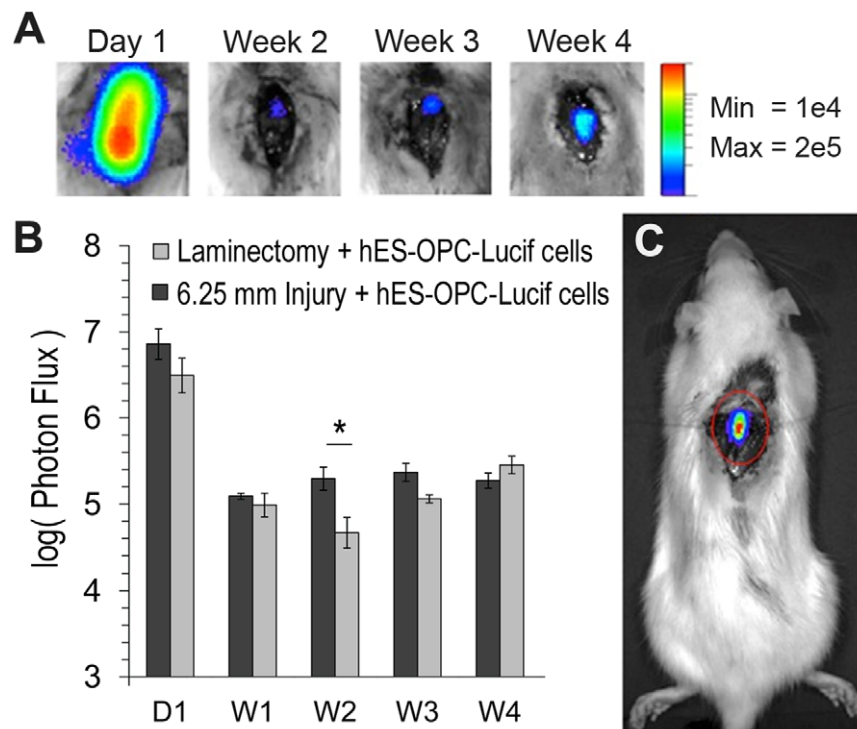 A
Day 1 Week 2 Week 3 Week 4
Min = 1e4
Max = 2e5
B
Laminectomy + hES-OPC-Lucif cells
6.25 mm Injury + hES-OPC-Lucif cells
*
log( Photon Flux )
8
7
6
5
4
3
D1 W1 W2 W3 W4
C